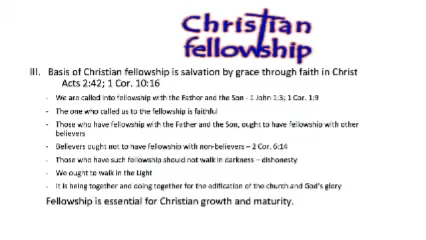 Christian
fellowship
III. Basis of Christian fellowship is salvation by grace through faith in Christ
Acts 2:42; 1 Cor. 10:16
- We are called into fellowship with the Father and the Son - 1 John 1:3; 1 Cor. 1:9
- The one who called us to the fellowship is faithful
- Those who have fellowship with the Father and the Son, ought to have fellowship with other
believers
- Believers ought not to have fellowship with non-believers – 2 Cor. 6:14
- Those who have such fellowship should not walk in darkness – dishonesty
- We ought to walk in the Light
- It is being together and doing together for the edification of the church and God's glory
Fellowship is essential for Christian growth and maturity.